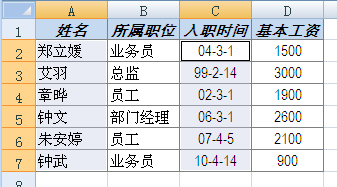 A B C D
1 姓名 所属职位 入职时间 基本工资
2 郑立媛 业务员 04-3-1 1500
3 艾羽 总监 99-2-14 3000
4 章晔 员工 02-3-1 1900
5 钟文 部门经理 06-3-1 2600
6 朱安婷 员工 07-4-5 2100
7 钟武 业务员 10-4-14 900
8